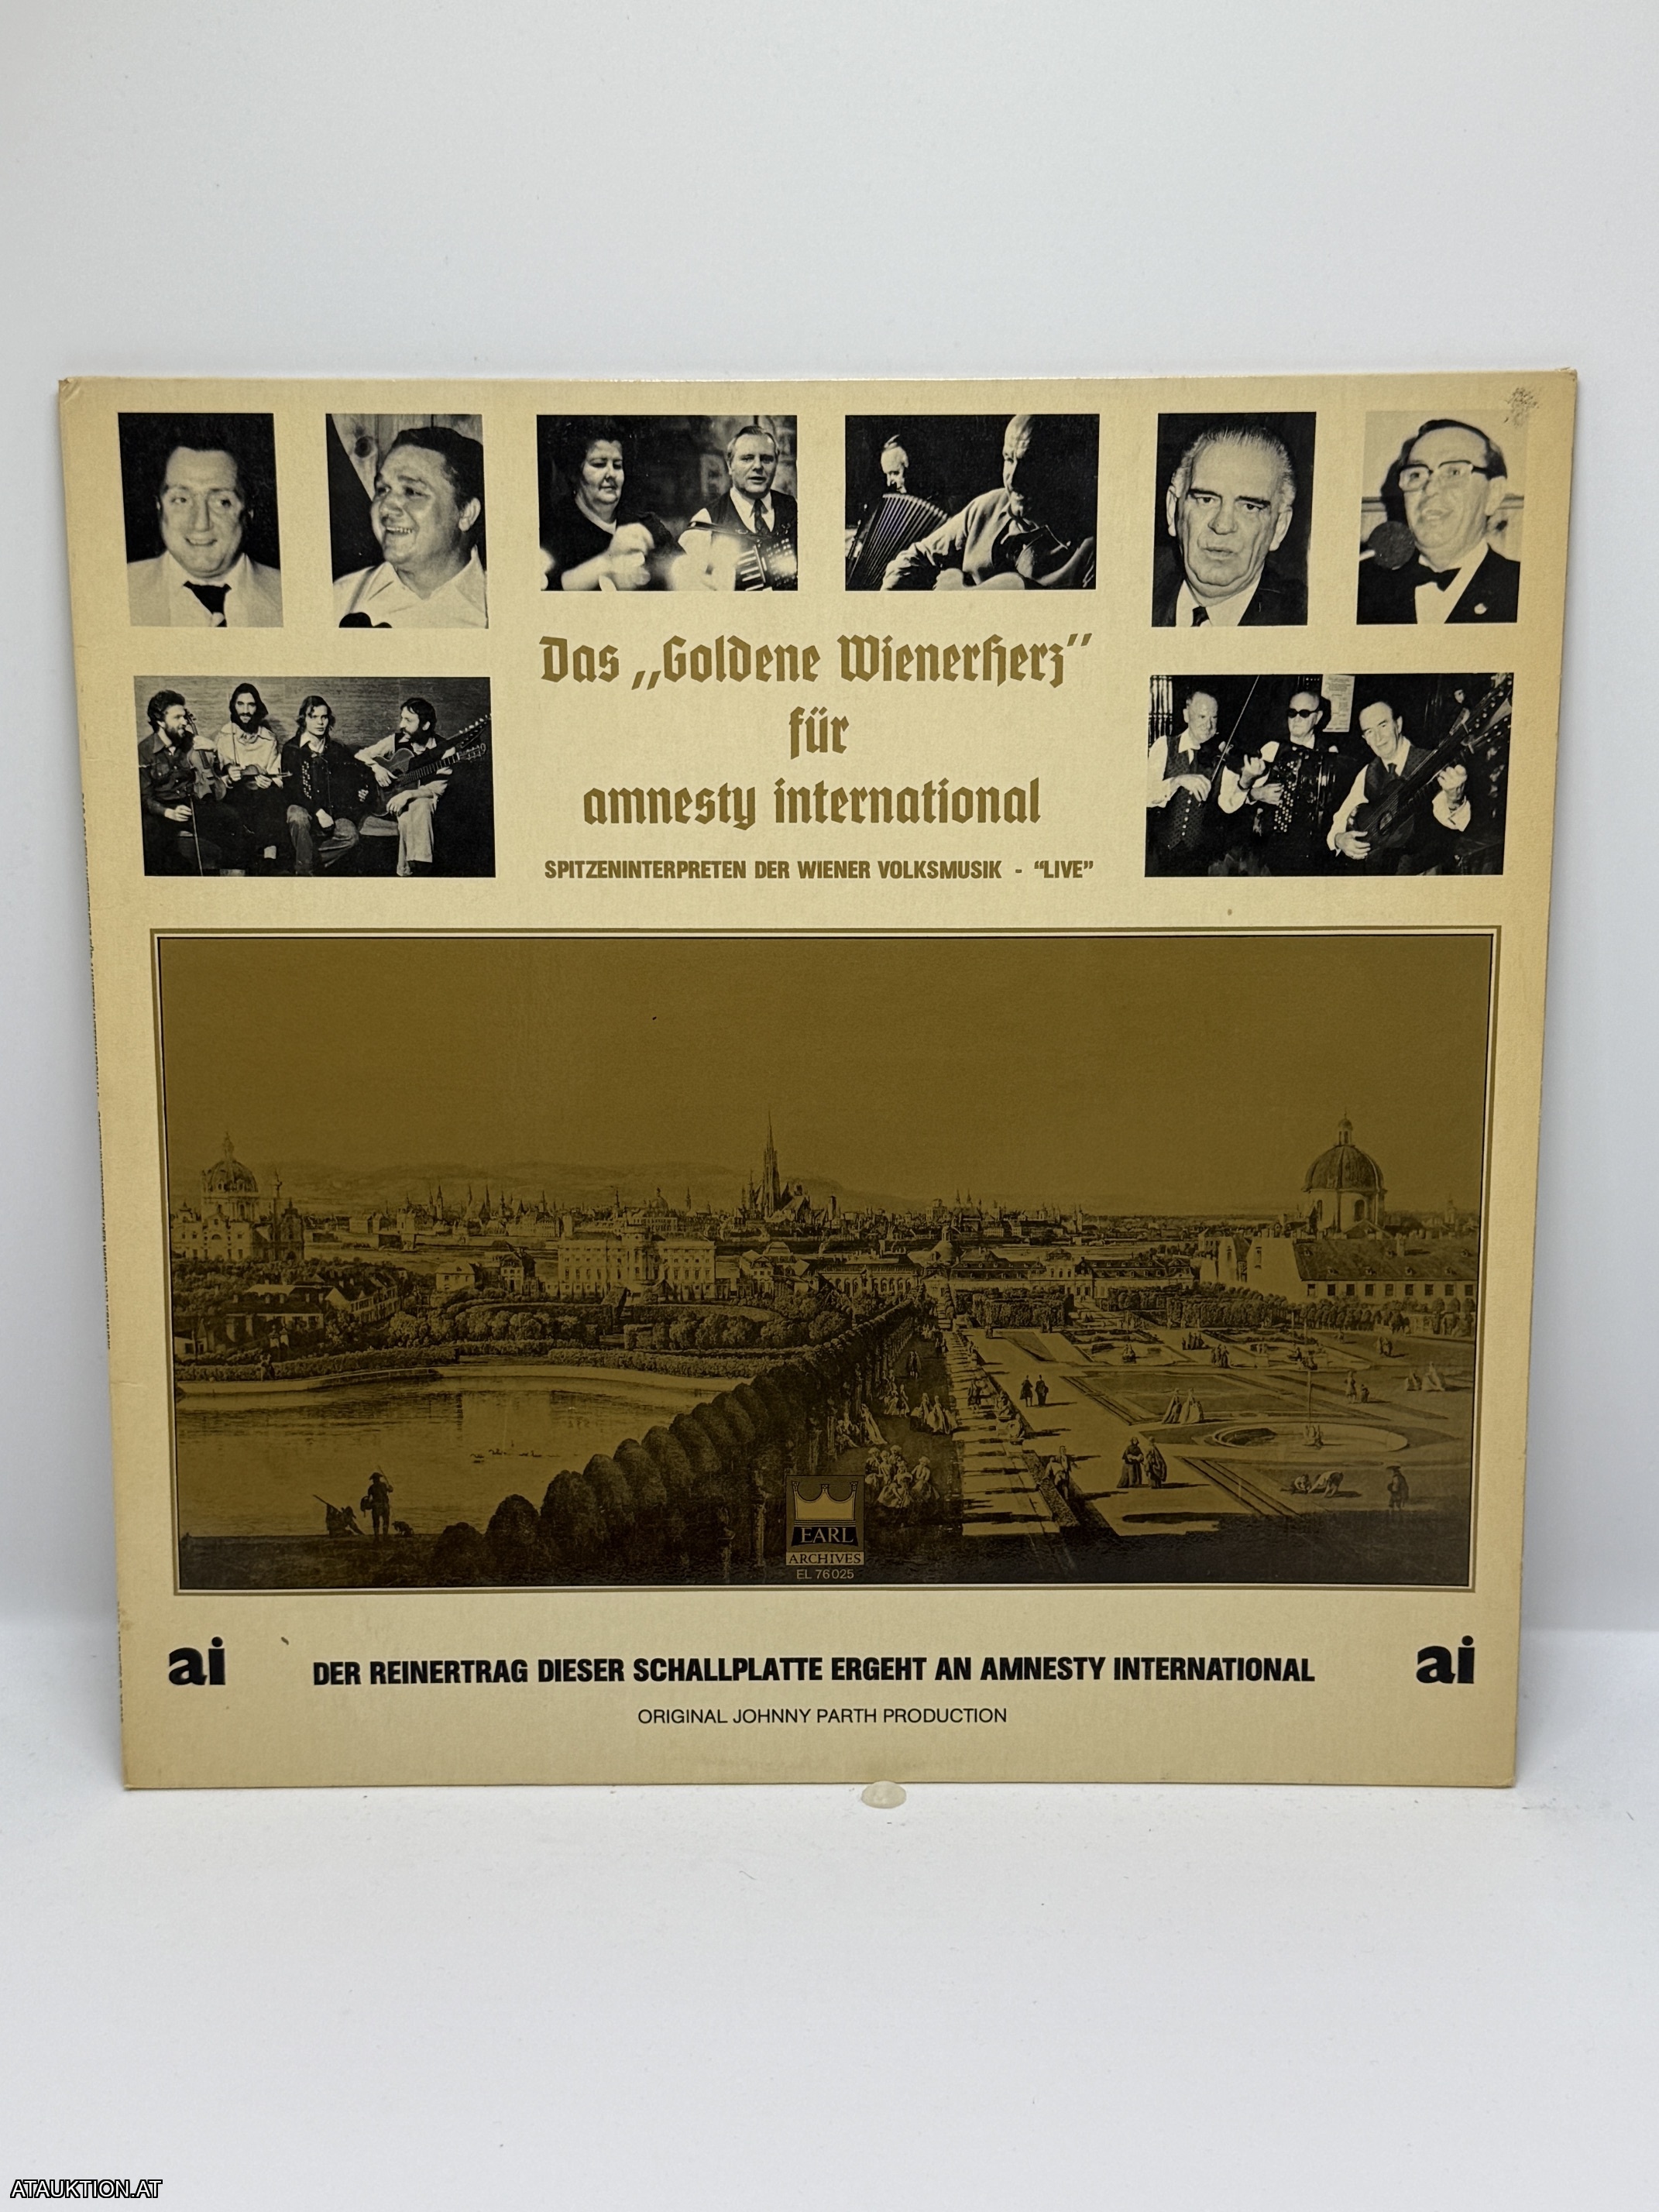 Das „Goldene Wienerherz”
für
amnesty international
SPITZENINTERPRETEN DER WIENER VOLKSMUSIK - “LIVE”
EARL
ARCHIVES
EL 76025
ai
DER REINERTRAG DIESER SCHALLPLATTE ERGEHT AN AMNESTY INTERNATIONAL
ai
ORIGINAL JOHNNY PARTH PRODUCTION
ATAUKTION.AT